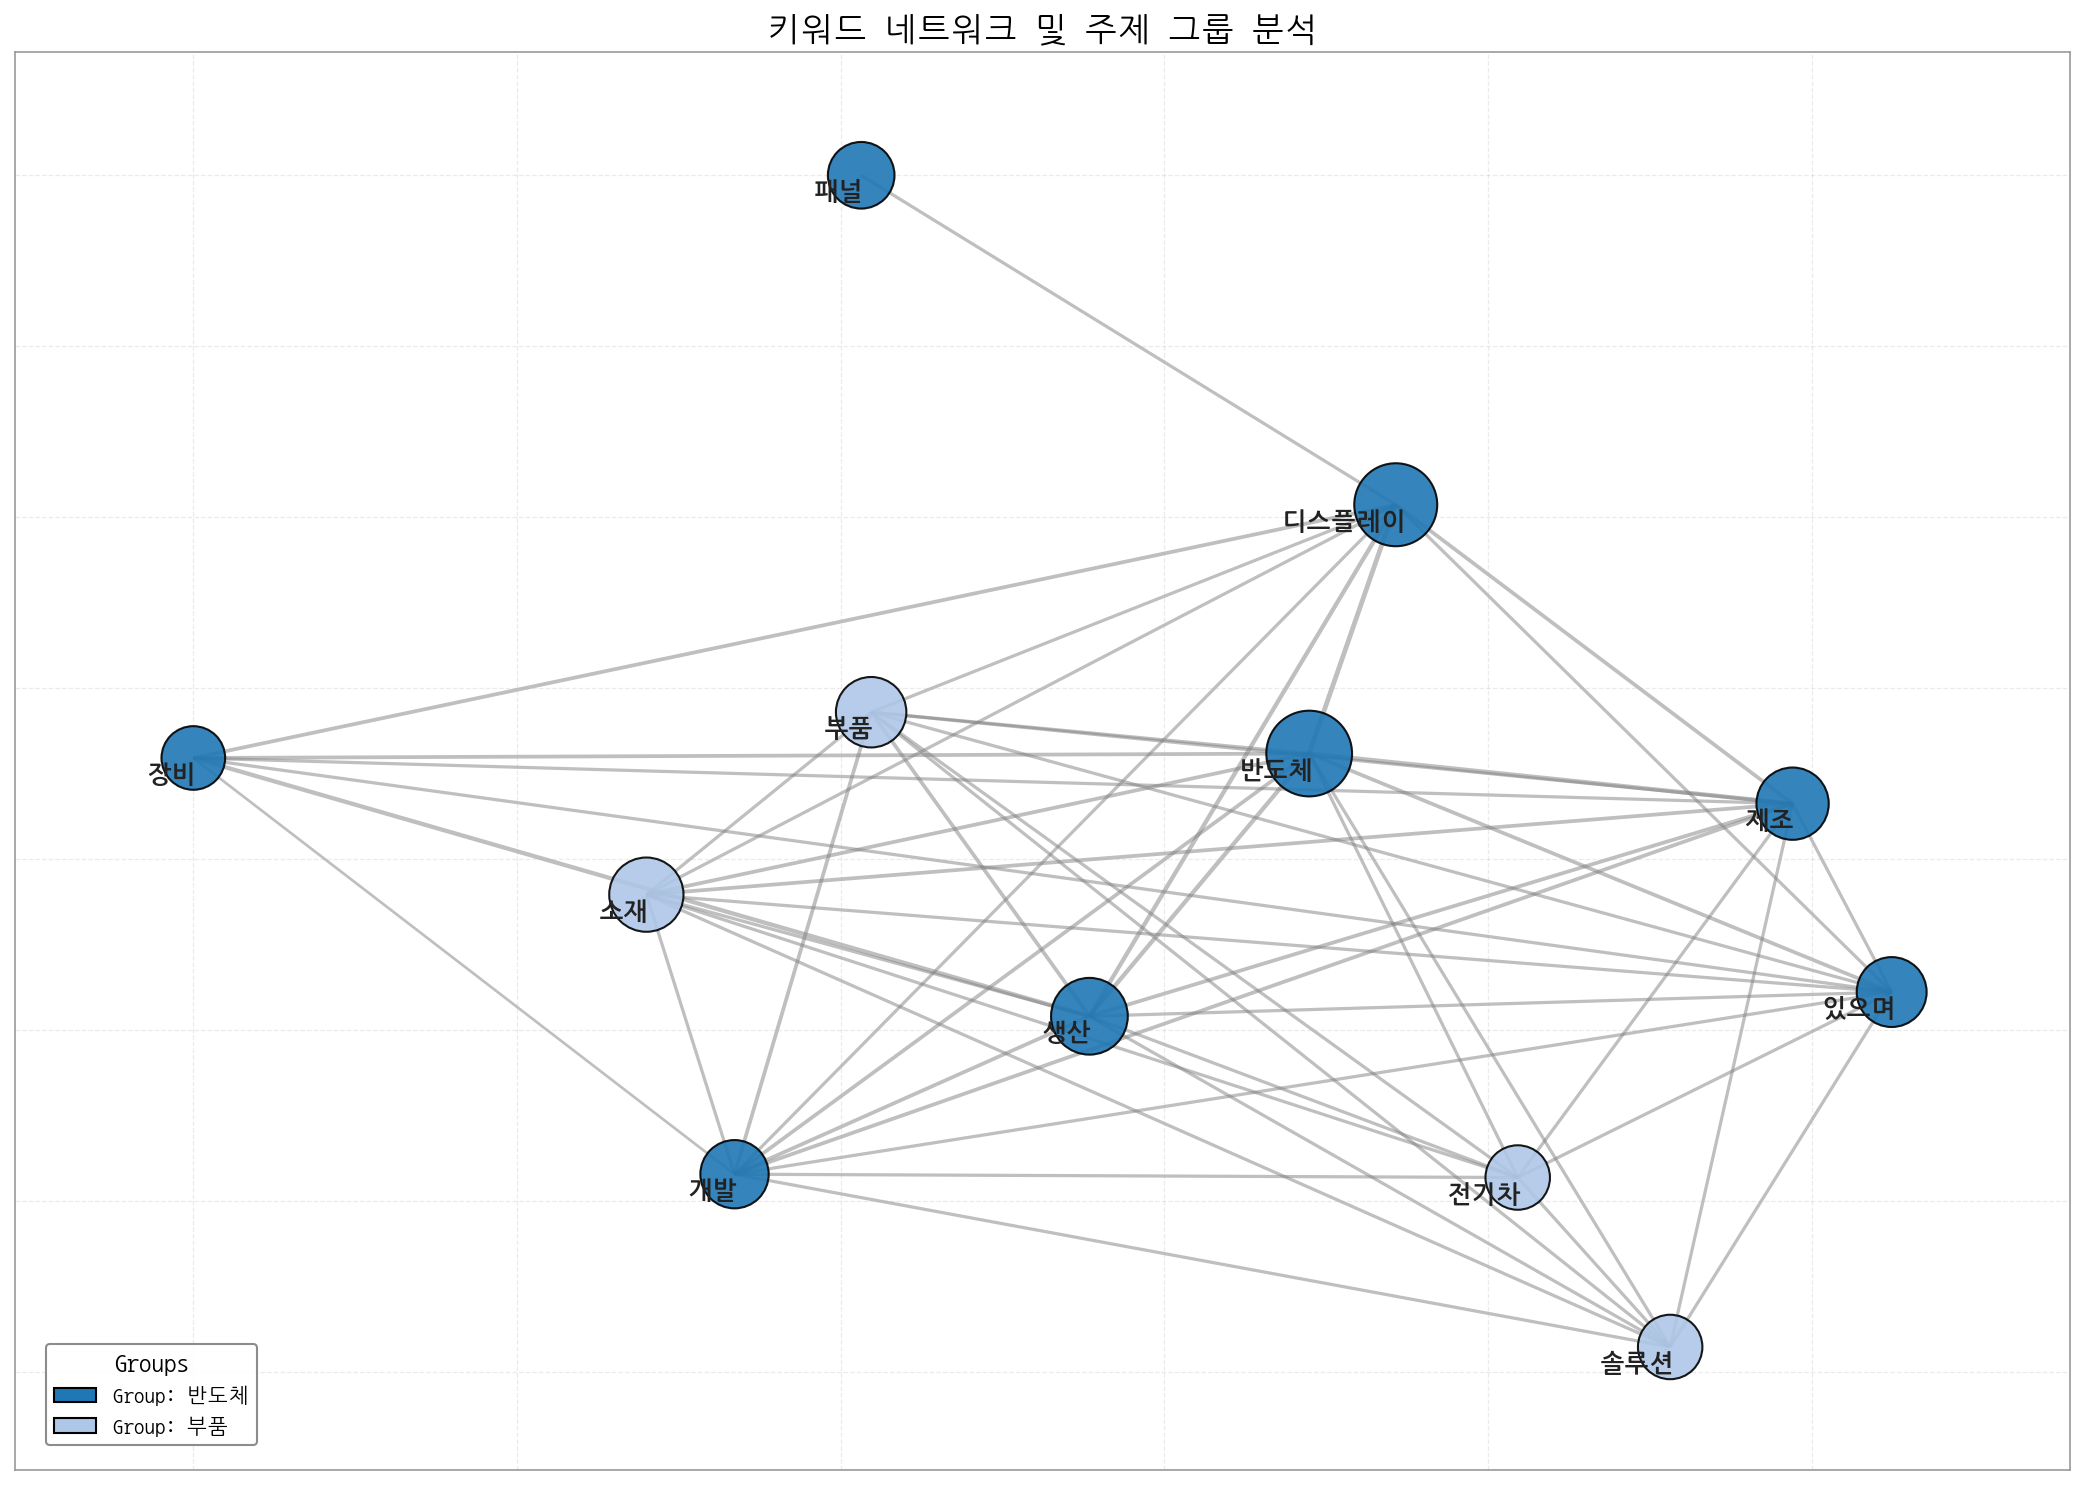 키워드 네트워크 및 주제 그룹 분석
패널
디스플레이
부품
반도체
장비
제조
소재
있으며
생산
개발
전기차
솔루션
Groups
Group: 반도체
Group: 부품